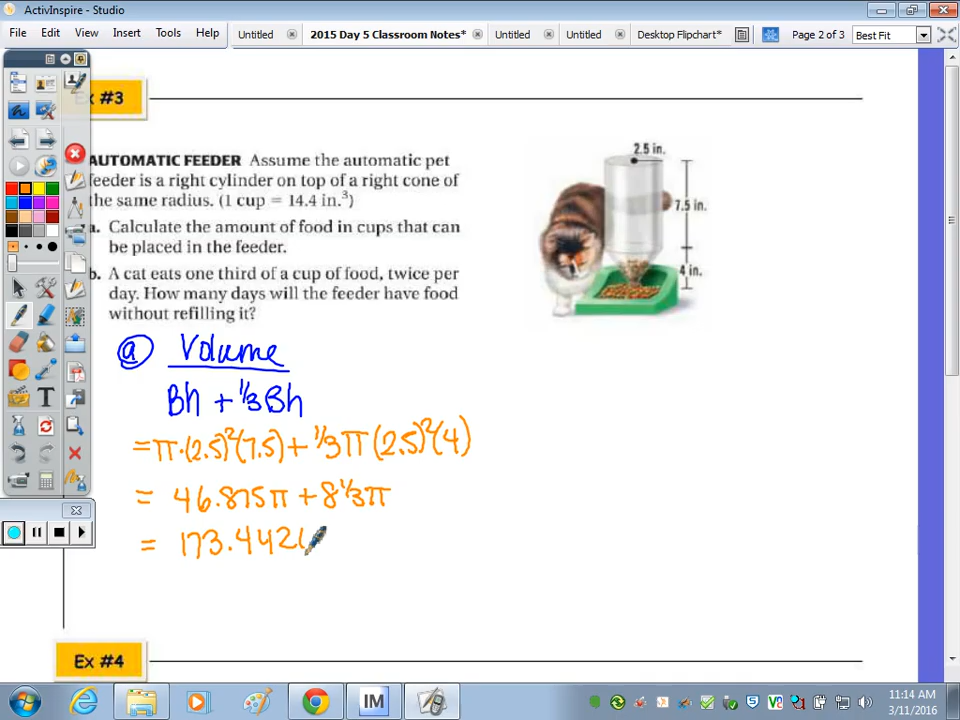 ActivInspire - Studio
File Edit View Insert Tools Help Untitled 2015 Day 5 Classroom Notes* Untitled Untitled Desktop Flipchart* Page 2 of 3 Best Fit
Ex #3
AUTOMATIC FEEDER Assume the automatic pet
feeder is a right cylinder on top of a right cone of
the same radius. (1 cup = 14.4 in.³)
a. Calculate the amount of food in cups that can
be placed in the feeder.
b. A cat eats one third of a cup of food, twice per
day. How many days will the feeder have food
without refilling it?
2.5 in.
7.5 in.
4 in.
ⓐ Volume
Bh + ⅓Bh
= π·(2.5)²(7.5) + ⅓π(2.5)²(4)
= 46.875π + 8⅓π
= 173.442
Ex #4
IM
11:14 AM
3/11/2016